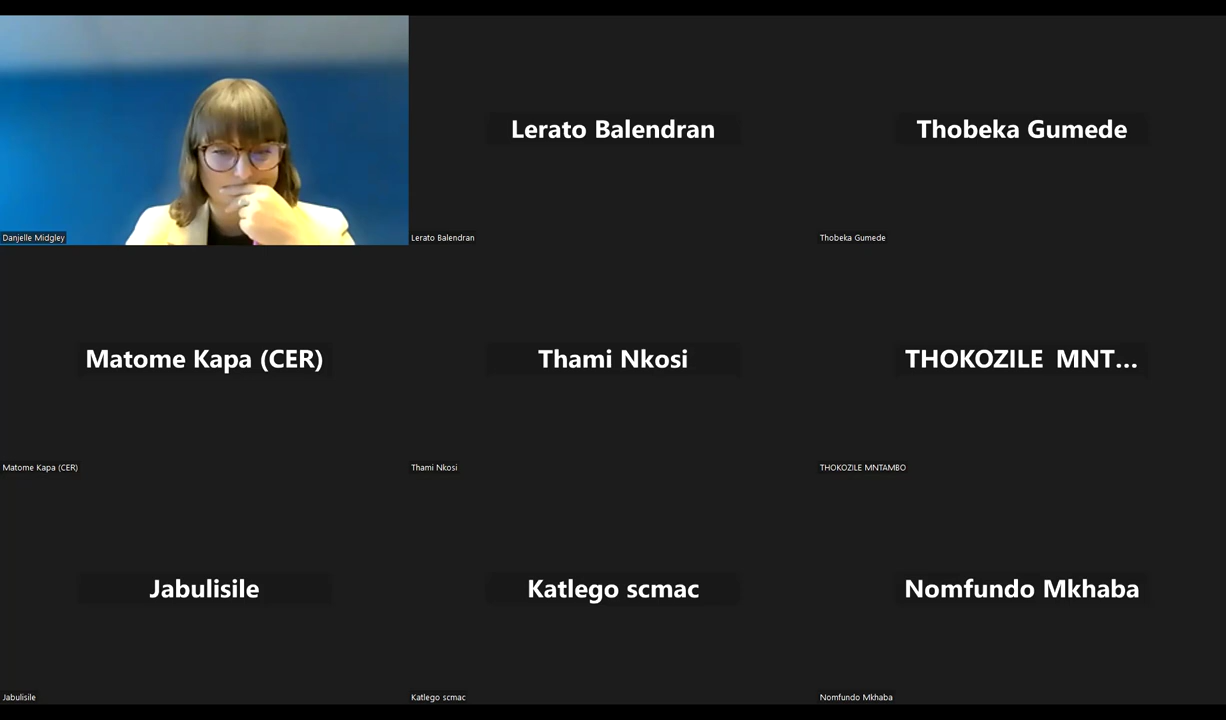 Lerato Balendran
Thobeka Gumede
Danjelle Midgley
Lerato Balendran
Thobeka Gumede
Matome Kapa (CER)
Thami Nkosi
THOKOZILE MNT...
Matome Kapa (CER)
Thami Nkosi
THOKOZILE MNTAMBO
Jabulisile
Katlego scmac
Nomfundo Mkhaba
Jabulisile
Katlego scmac
Nomfundo Mkhaba